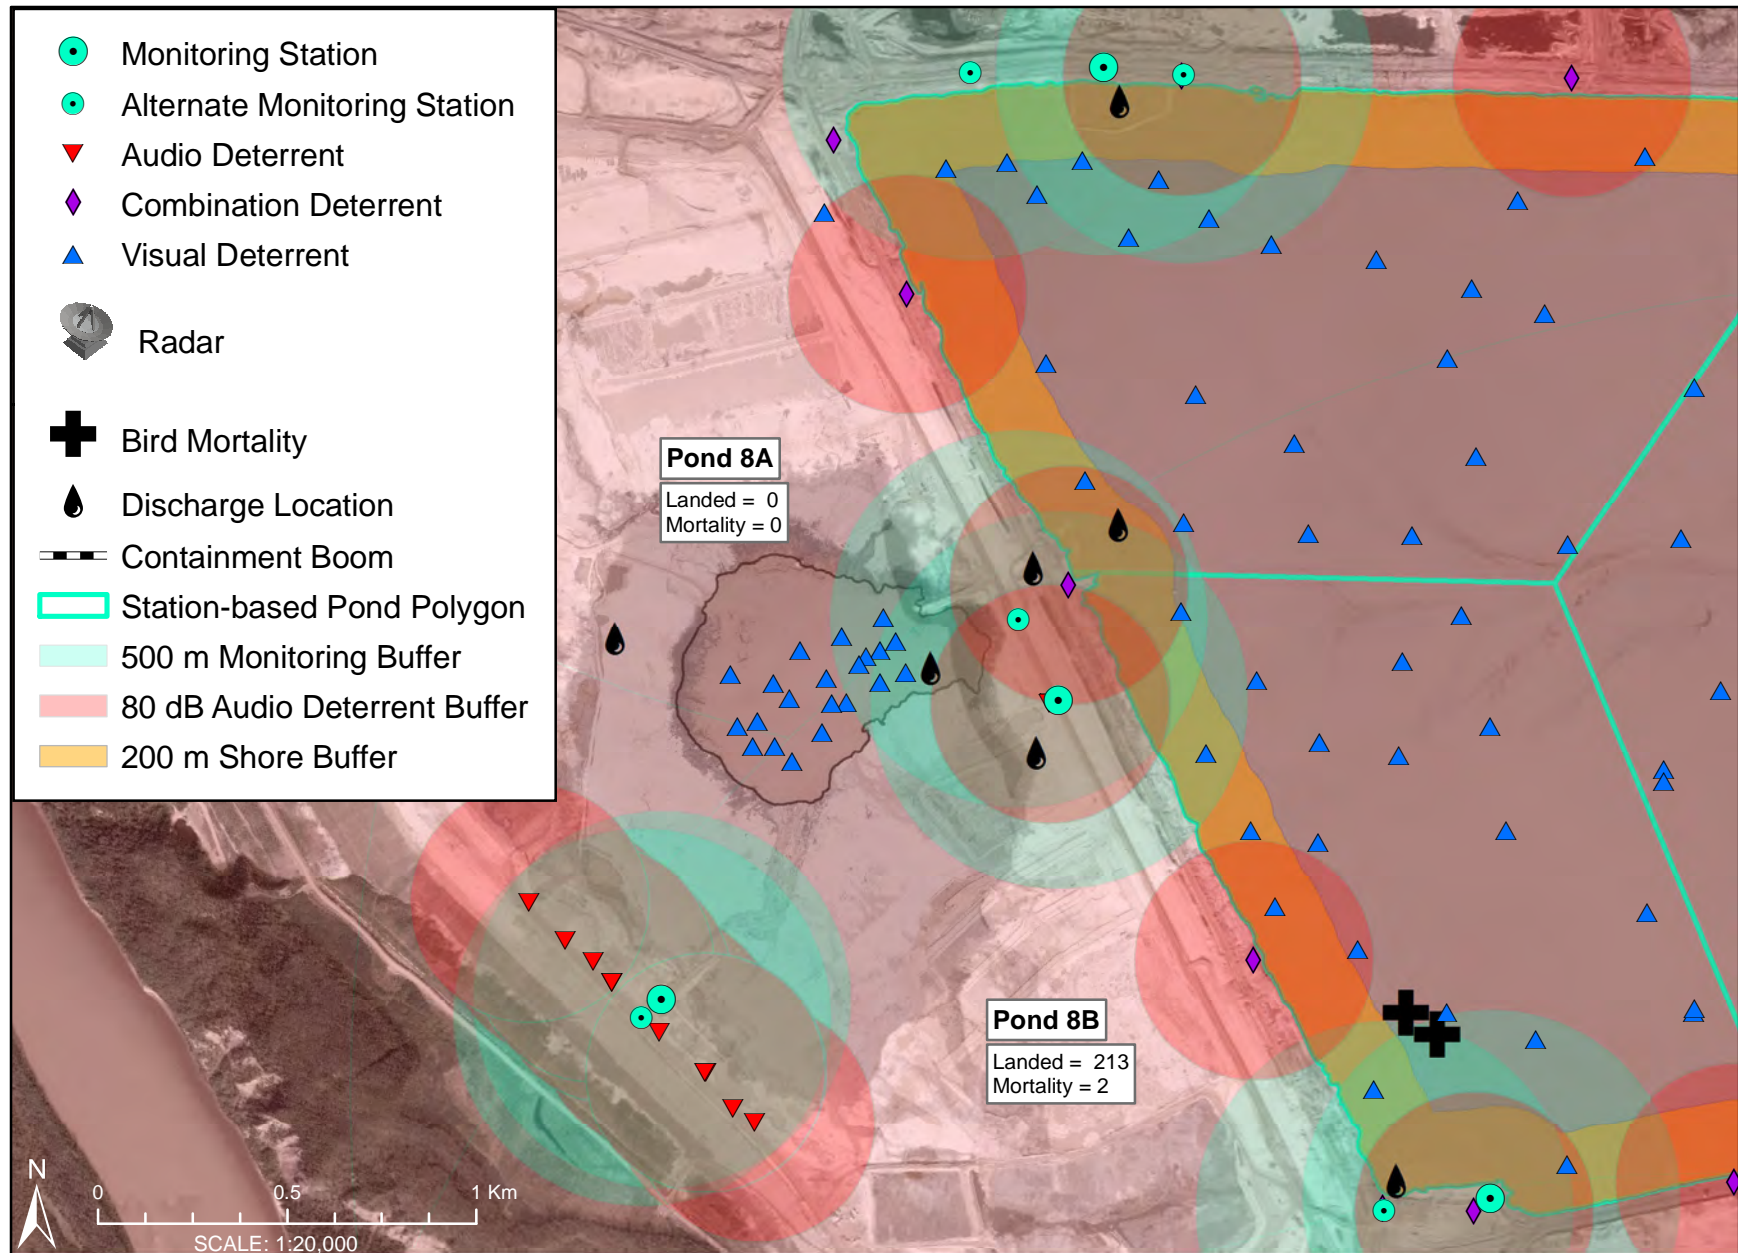 Monitoring Station
Alternate Monitoring Station
Audio Deterrent
Combination Deterrent
Visual Deterrent
Radar
Bird Mortality
Discharge Location
Containment Boom
Station-based Pond Polygon
500 m Monitoring Buffer
80 dB Audio Deterrent Buffer
200 m Shore Buffer
Pond 8A
Landed = 0
Mortality = 0
Pond 8B
Landed = 213
Mortality = 2
N
0 0.5 1 Km
SCALE: 1:20,000